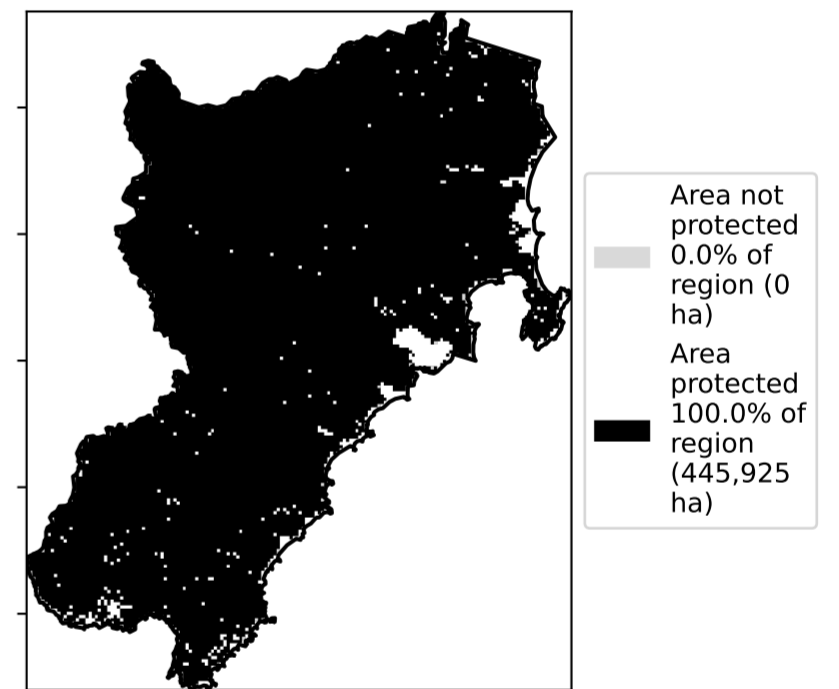 Area not
protected
0.0% of
region (0
ha)
Area
protected
100.0% of
region
(445,925
ha)